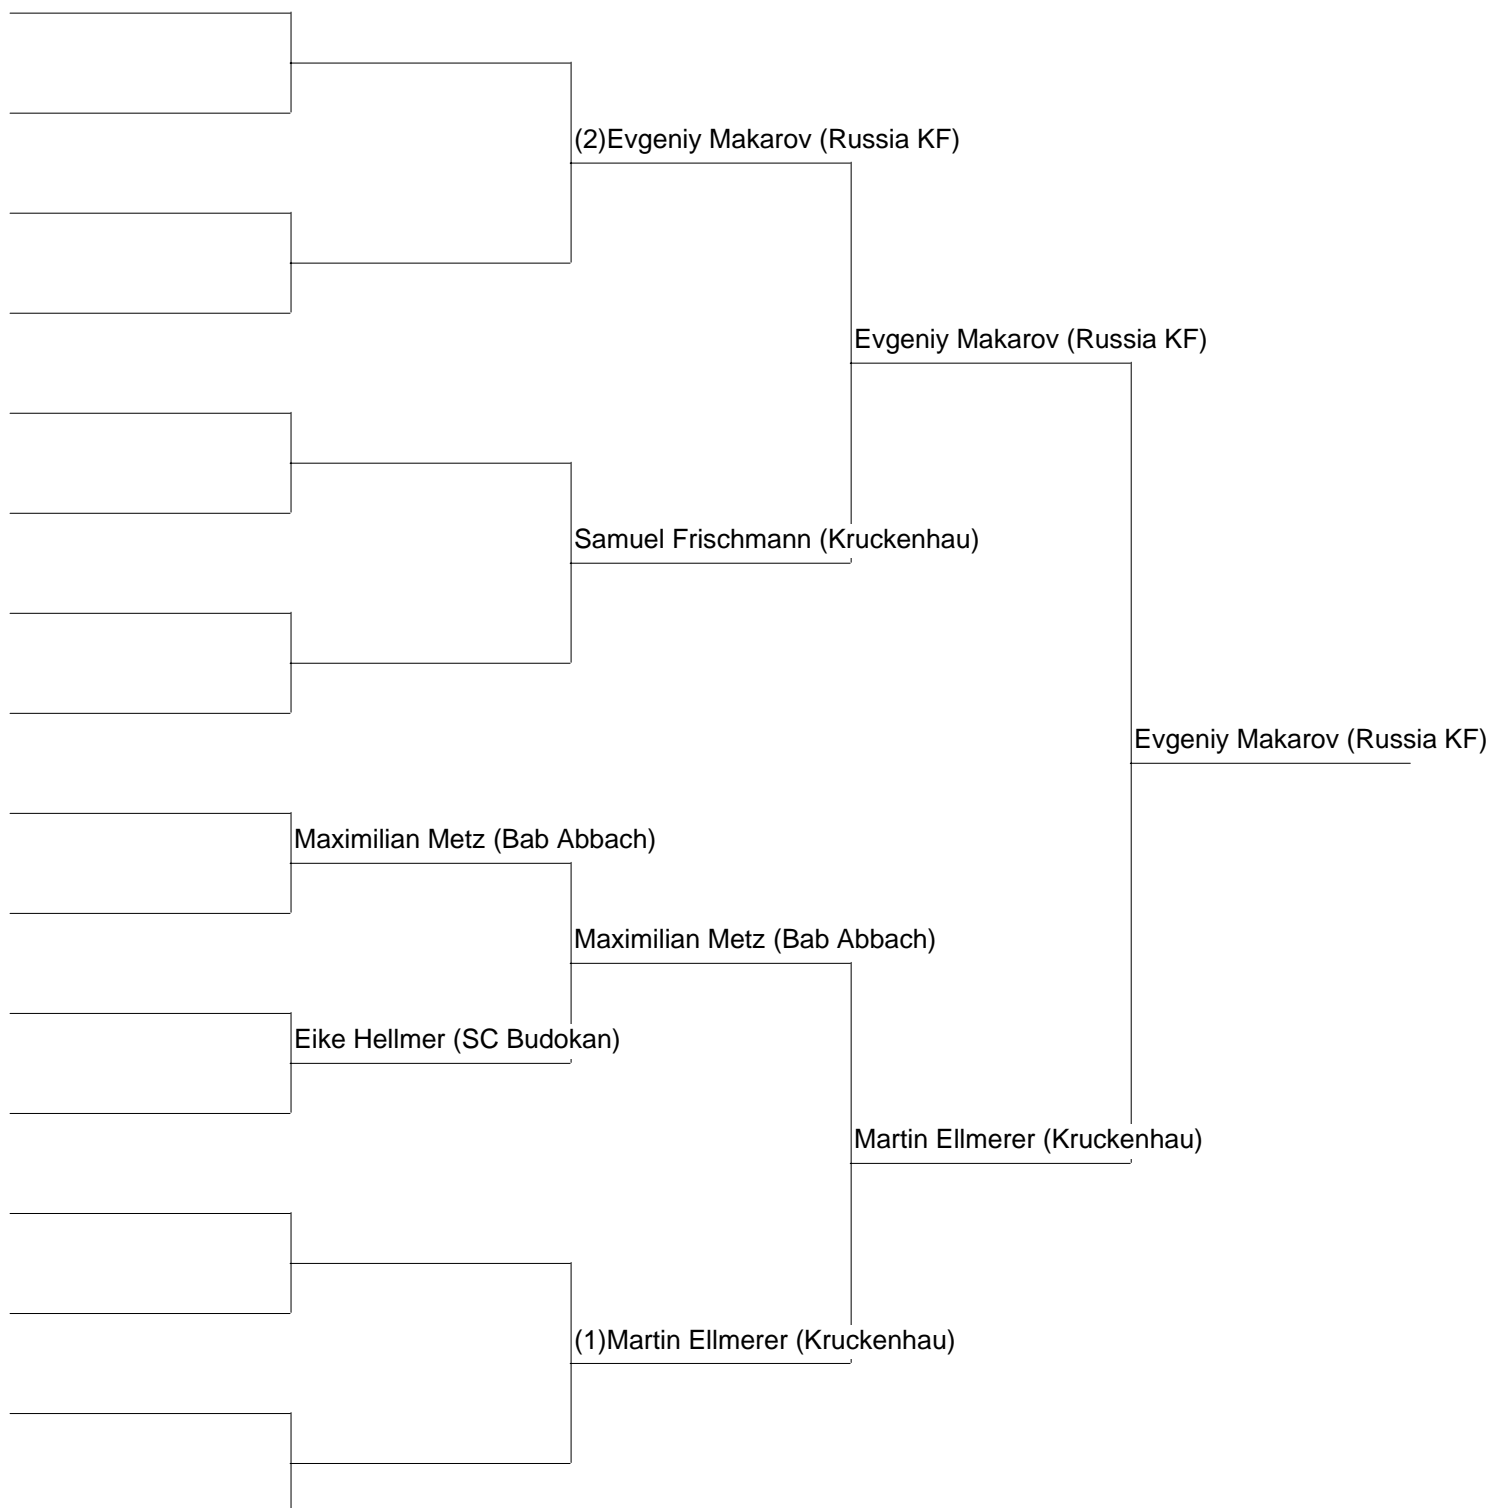 (2)Evgeniy Makarov (Russia KF)
Evgeniy Makarov (Russia KF)
Samuel Frischmann (Kruckenhau)
Evgeniy Makarov (Russia KF)
Maximilian Metz (Bab Abbach)
Maximilian Metz (Bab Abbach)
Eike Hellmer (SC Budokan)
Martin Ellmerer (Kruckenhau)
(1)Martin Ellmerer (Kruckenhau)